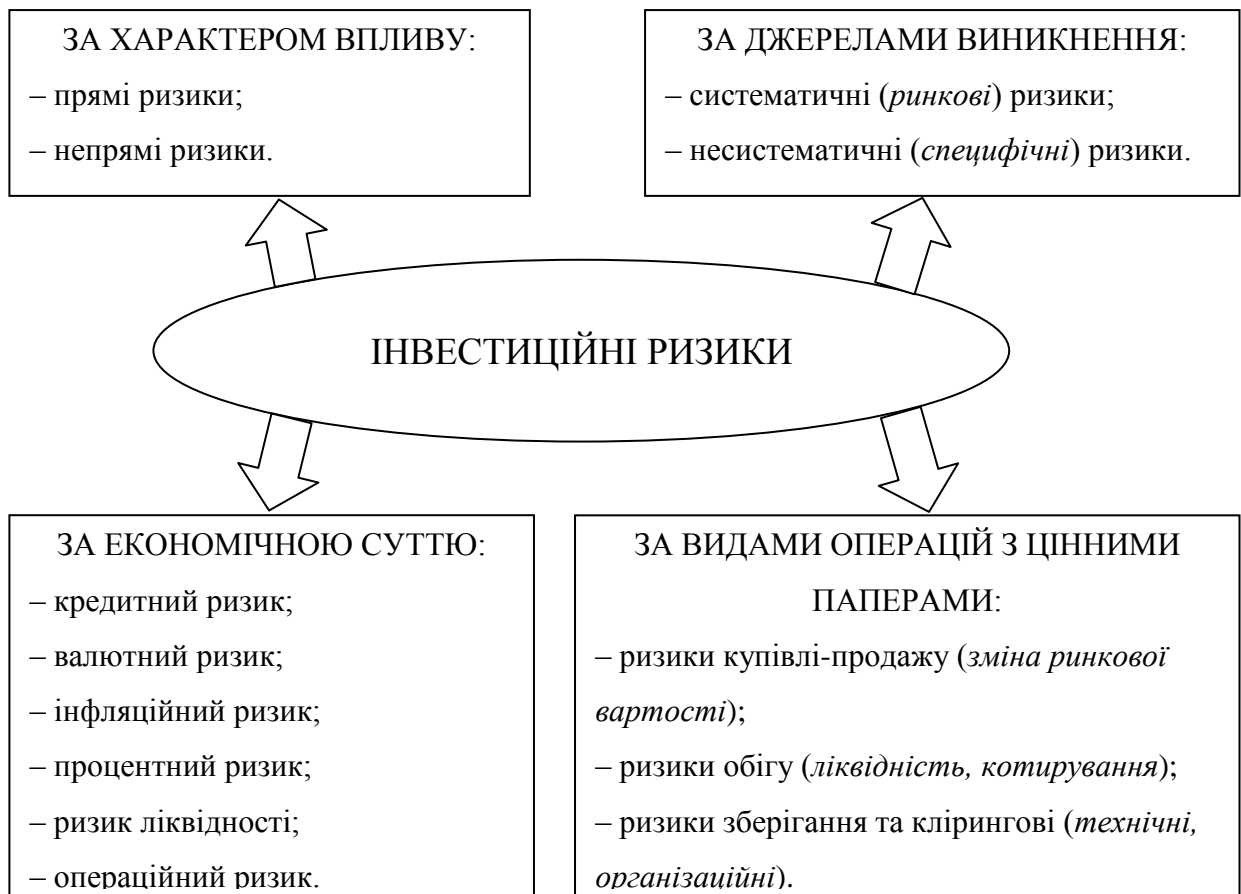 ЗА ХАРАКТЕРОМ ВПЛИВУ:
– прямі ризики;
– непрямі ризики.
ЗА ДЖЕРЕЛАМИ ВИНИКНЕННЯ:
– систематичні (ринкові) ризики;
– несистематичні (специфічні) ризики.
ІНВЕСТИЦІЙНІ РИЗИКИ
ЗА ЕКОНОМІЧНОЮ СУТТЮ:
– кредитний ризик;
– валютний ризик;
– інфляційний ризик;
– процентний ризик;
– ризик ліквідності;
– операційний ризик.
ЗА ВИДАМИ ОПЕРАЦІЙ З ЦІННИМИ
ПАПЕРАМИ:
– ризики купівлі-продажу (зміна ринкової
вартості);
– ризики обігу (ліквідність, котирування);
– ризики зберігання та клірингові (технічні,
організаційні).